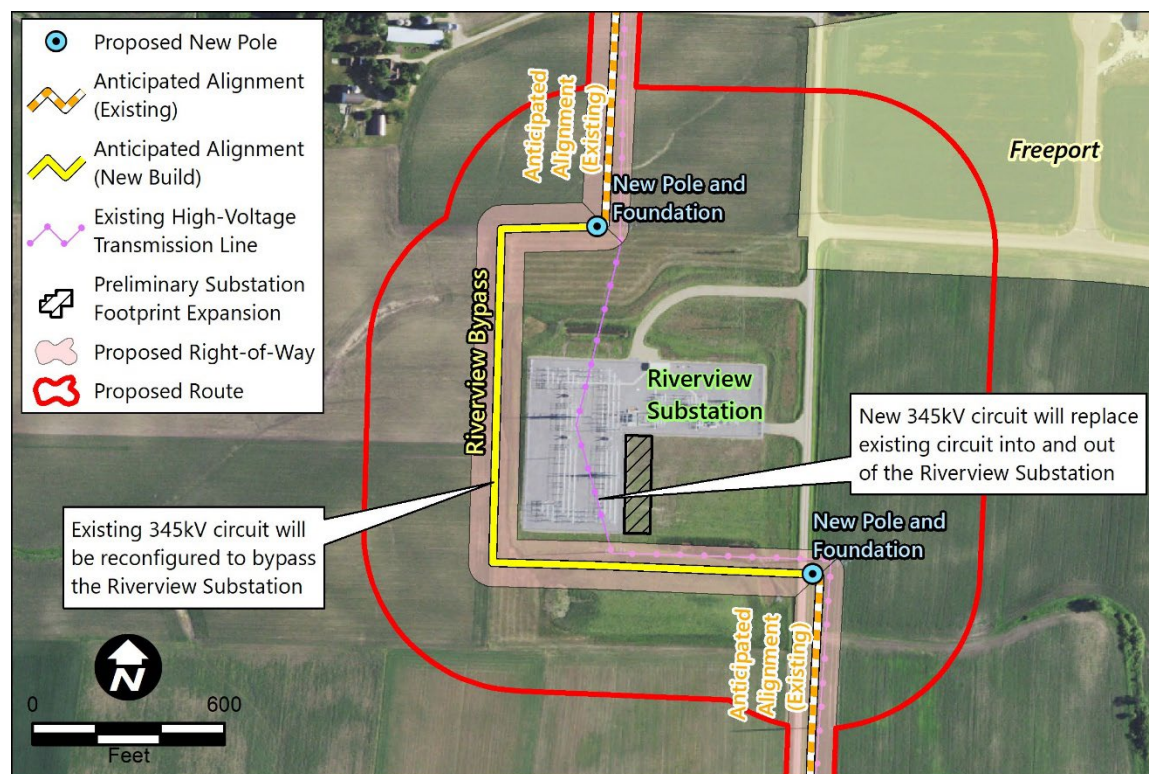 Proposed New Pole
Anticipated Alignment
(Existing)
Anticipated Alignment
(New Build)
Existing High-Voltage
Transmission Line
Preliminary Substation
Footprint Expansion
Proposed Right-of-Way
Proposed Route
Anticipated
Alignment
(Existing)
Freeport
New Pole and
Foundation
Riverview Bypass
Riverview
Substation
New 345kV circuit will replace
existing circuit into and out
of the Riverview Substation
Existing 345kV circuit will
be reconfigured to bypass
the Riverview Substation
New Pole and
Foundation
Anticipated
Alignment
(Existing)
N
0 600
Feet